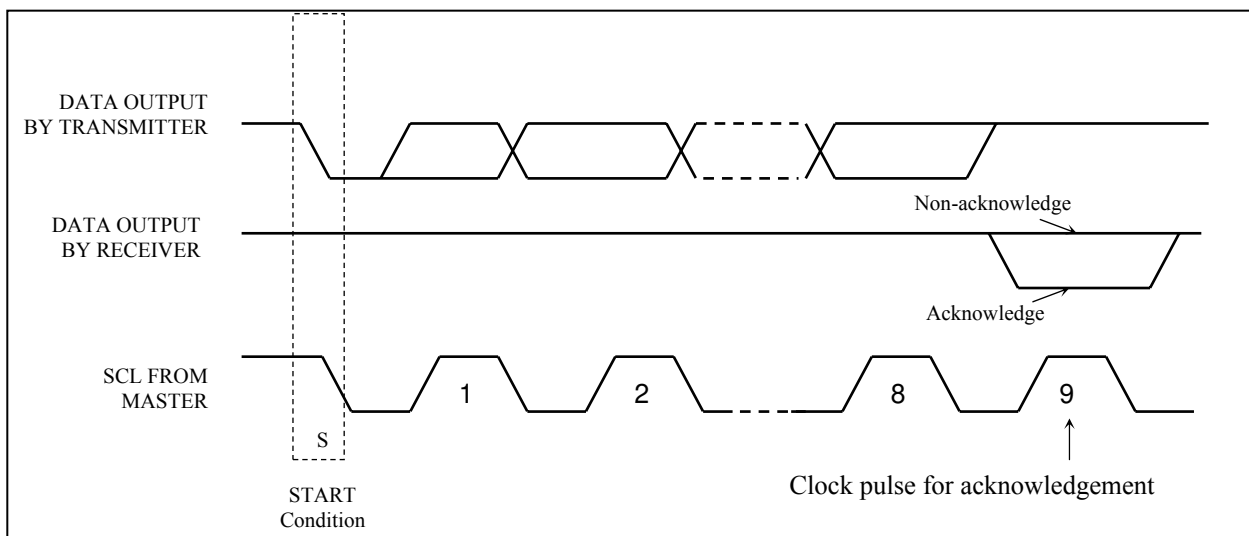 DATA OUTPUT
BY TRANSMITTER
Non-acknowledge
DATA OUTPUT
BY RECEIVER
Acknowledge
SCL FROM
MASTER
1
2
8
9
S
START
Condition
Clock pulse for acknowledgement